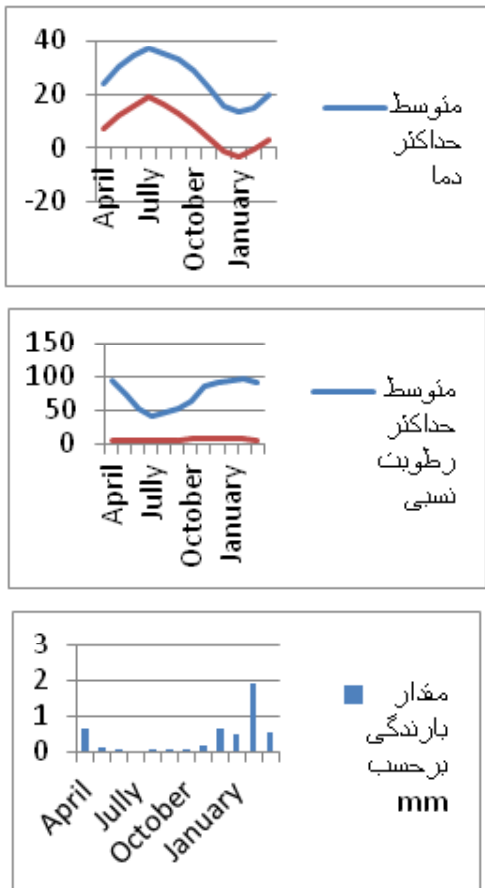 40
20
0
-20
April
Jully
October
January
متوسط
حداکثر
دما
150
100
50
0
April
Jully
October
January
متوسط
حداکثر
رطوبت
نسبی
3
2
1
0
April
Jully
October
January
مقدار
بارندگی
برحسب
mm